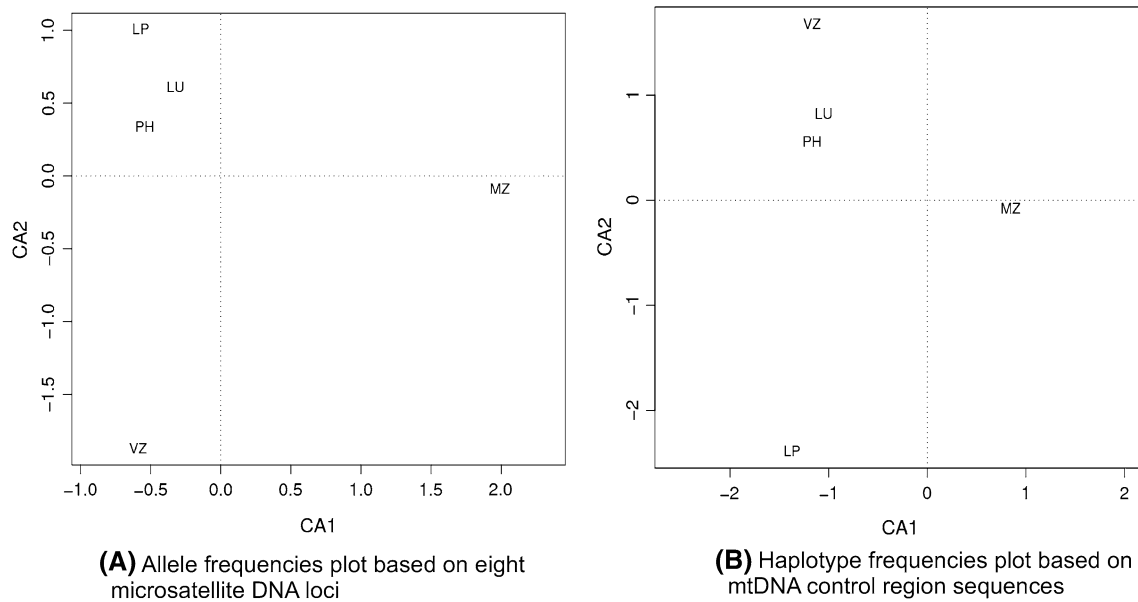 1.0
0.5
0.0
−0.5
−1.0
−1.5
CA2
LP
LU
PH
MZ
VZ
−1.0 −0.5 0.0 0.5 1.0 1.5 2.0
CA1
(A) Allele frequencies plot based on eight
microsatellite DNA loci
1
0
−1
−2
CA2
VZ
LU
PH
MZ
LP
−2 −1 0 1 2
CA1
(B) Haplotype frequencies plot based on
mtDNA control region sequences